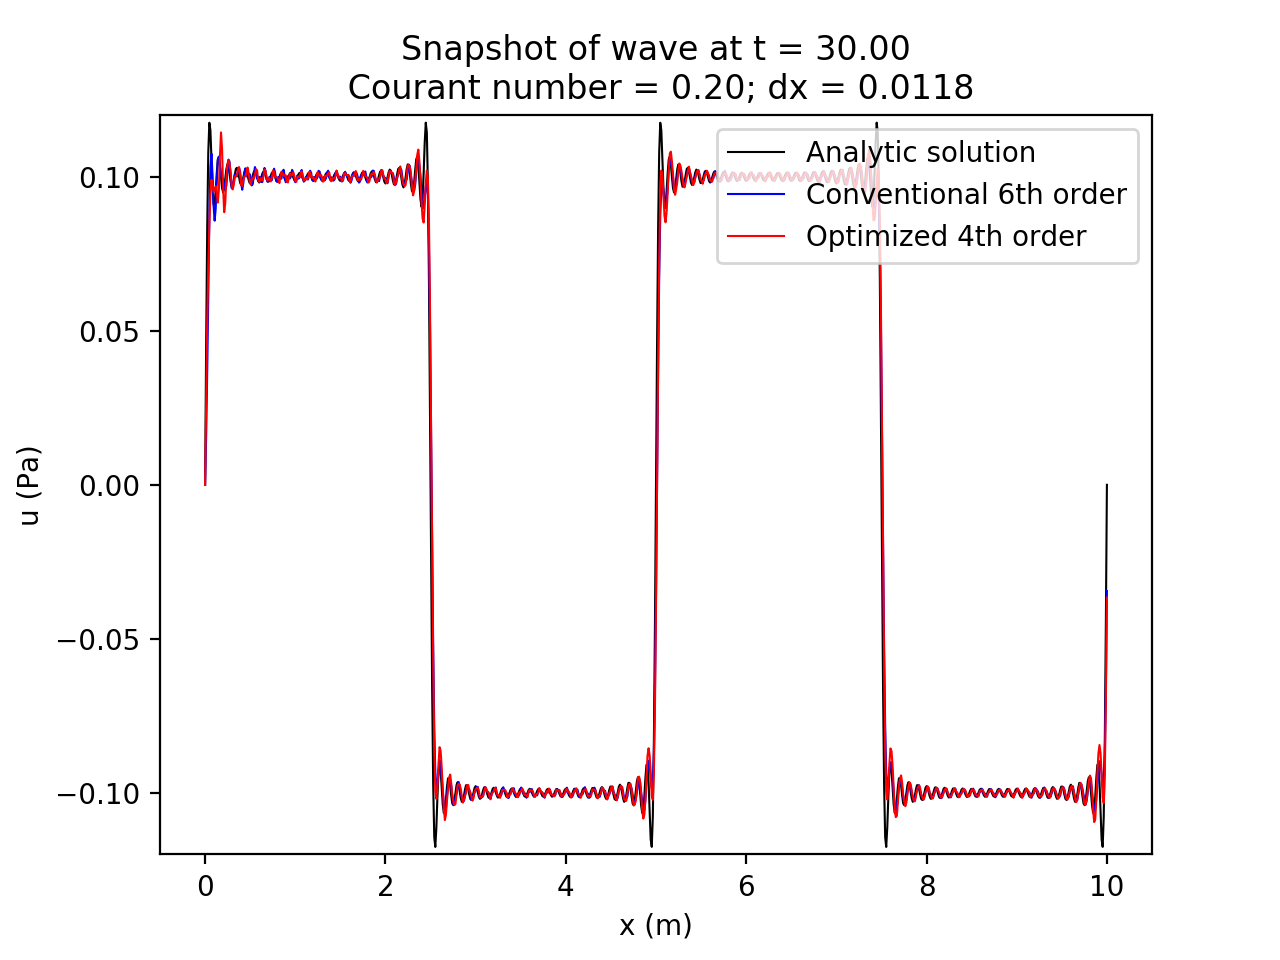 Snapshot of wave at t = 30.00
Courant number = 0.20; dx = 0.0118
Analytic solution
Conventional 6th order
Optimized 4th order
0.10
0.05
0.00
−0.05
−0.10
u (Pa)
0 2 4 6 8 10
x (m)